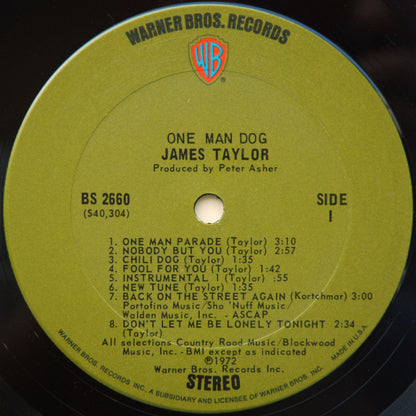 WARNER BROS. RECORDS
WB
ONE MAN DOG
JAMES TAYLOR
Produced by Peter Asher
BS 2660
(S40,304)
SIDE
1
1. ONE MAN PARADE (Taylor) 3:10
2. NOBODY BUT YOU (Taylor) 2:57
3. CHILI DOG (Taylor) 1:35
4. FOOL FOR YOU (Taylor) 1:42
5. INSTRUMENTAL 1 (Taylor) :55
6. NEW TUNE (Taylor) 1:35
7. BACK ON THE STREET AGAIN (Kortchmar) 3:00
Portofino Music/Sho 'Nuff Music/
Walden Music, Inc. - ASCAP
8. DON'T LET ME BE LONELY TONIGHT 2:34
(Taylor)
All selections Country Road Music/Blackwood
Music, Inc. - BMI except as indicated
℗1972
Warner Bros. Records Inc.
STEREO
WARNER BROS. RECORDS INC. A SUBSIDIARY AND LICENSEE OF WARNER BROS. INC. MADE IN U.S.A.